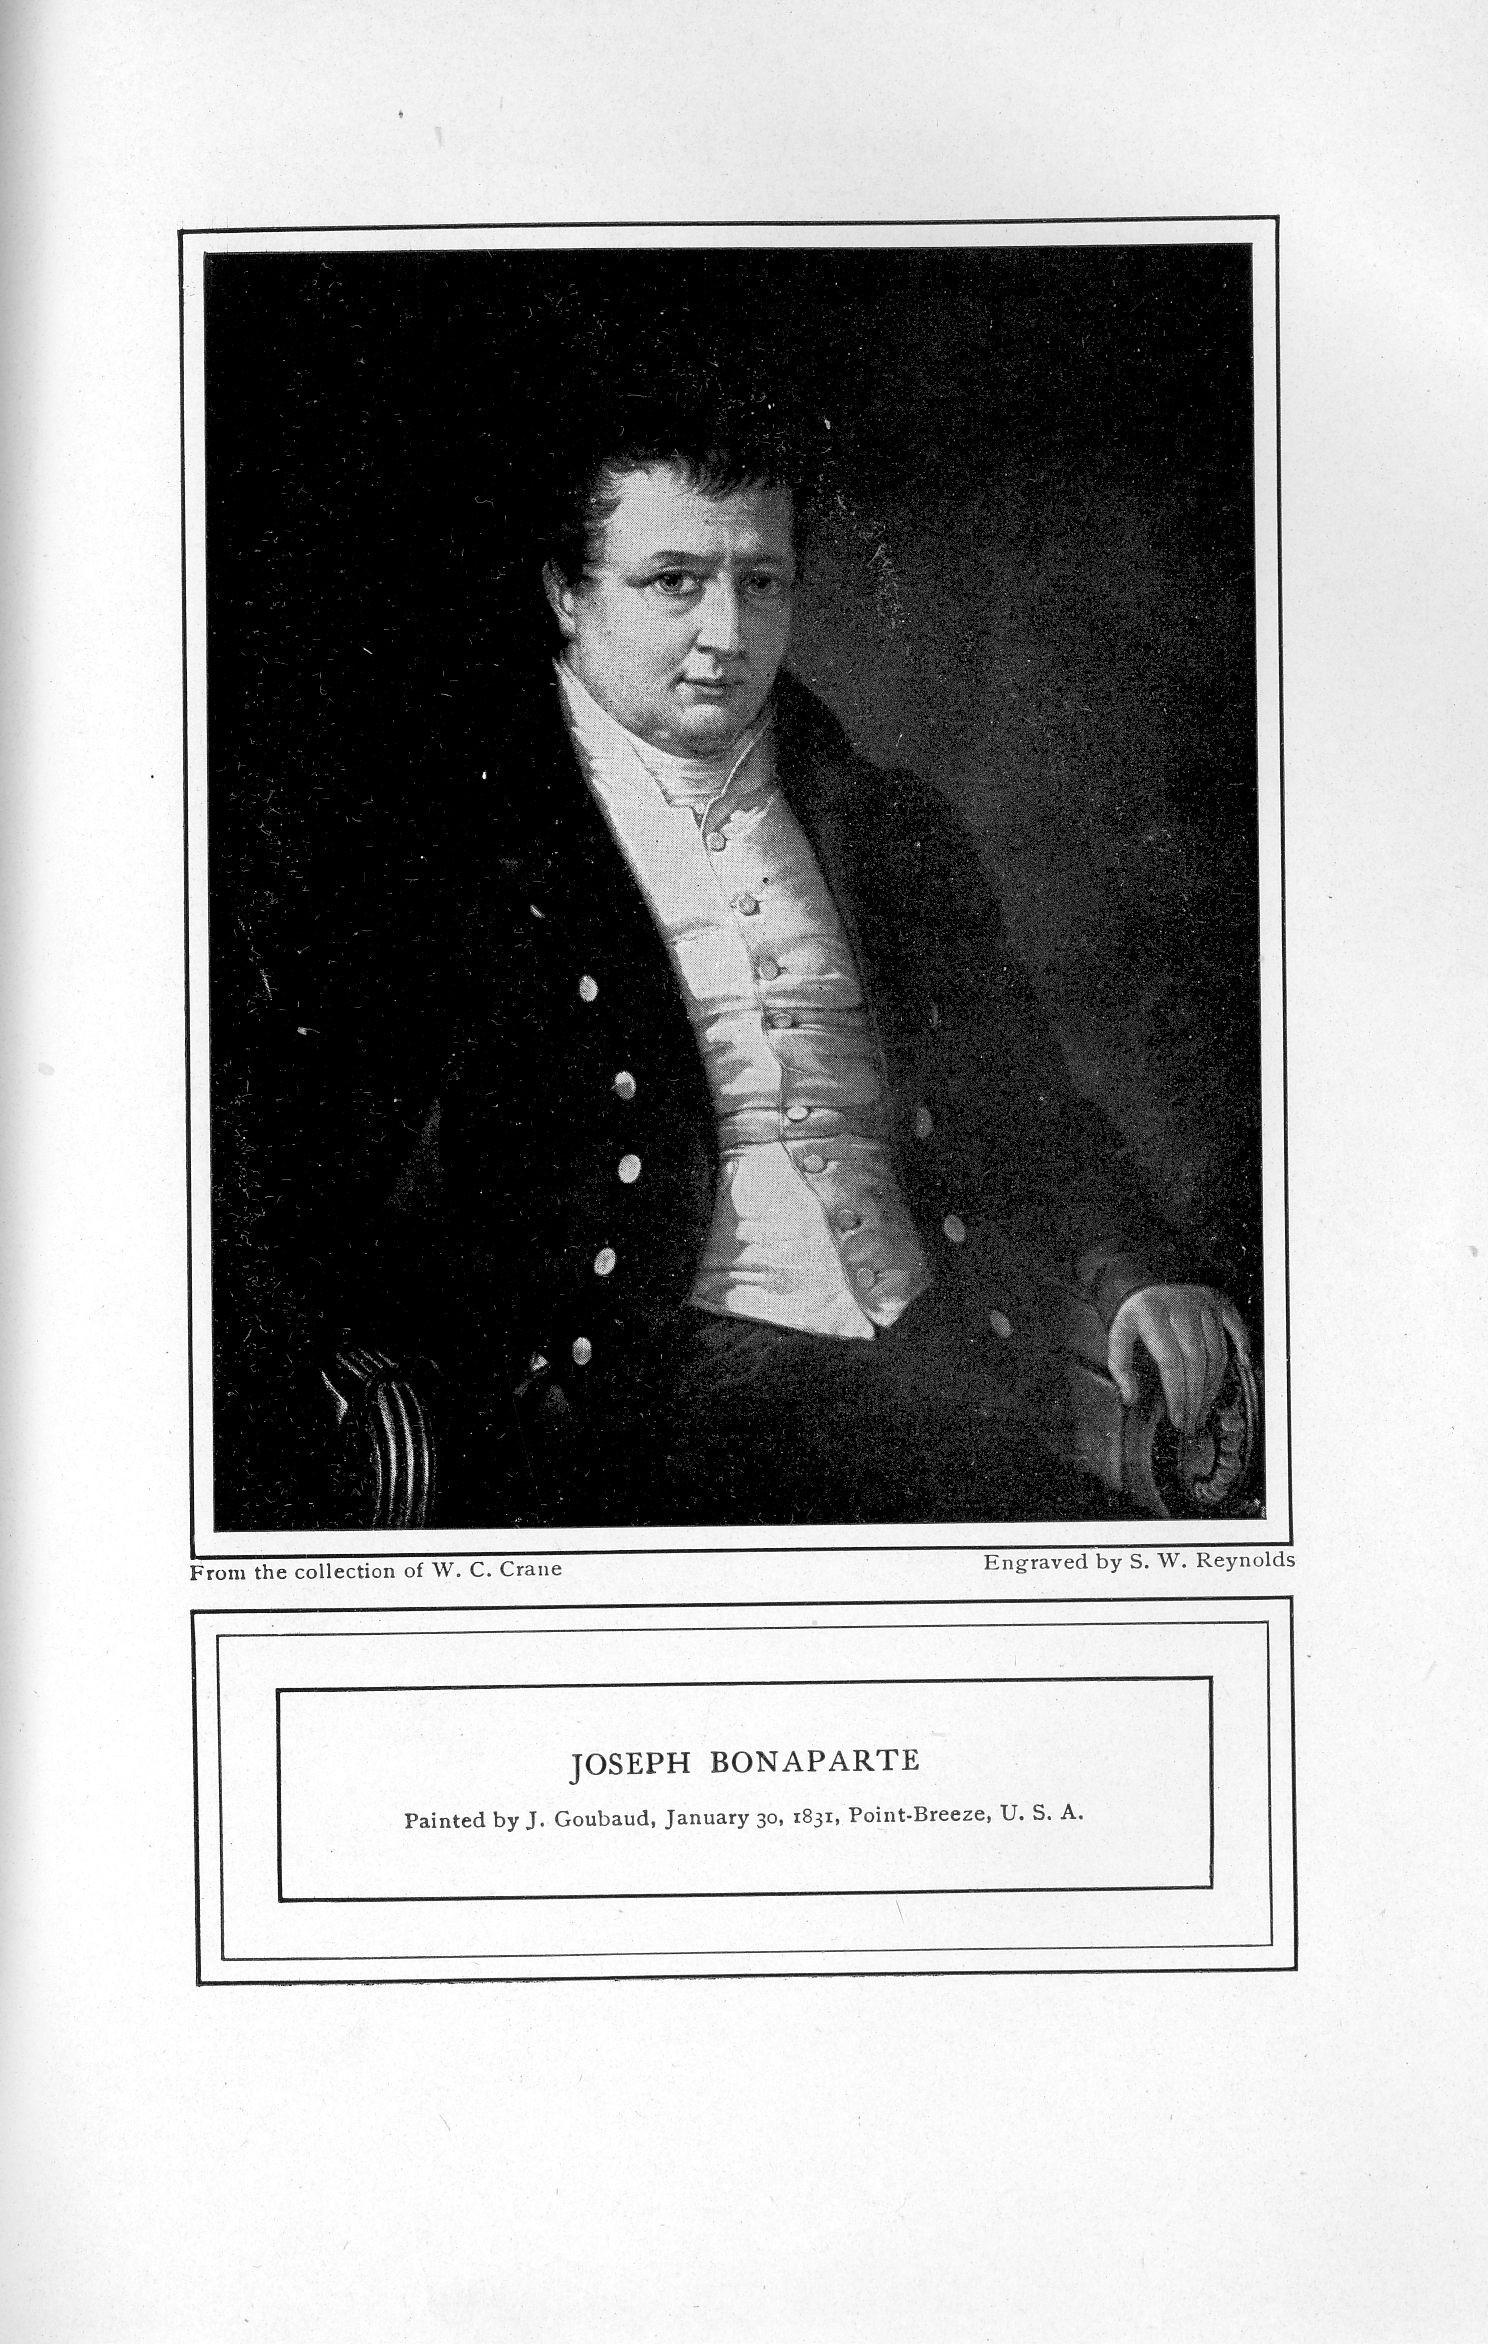 From the collection of W. C. Crane
Engraved by S. W. Reynolds
JOSEPH BONAPARTE
Painted by J. Goubaud, January 30, 1831, Point-Breeze, U. S. A.